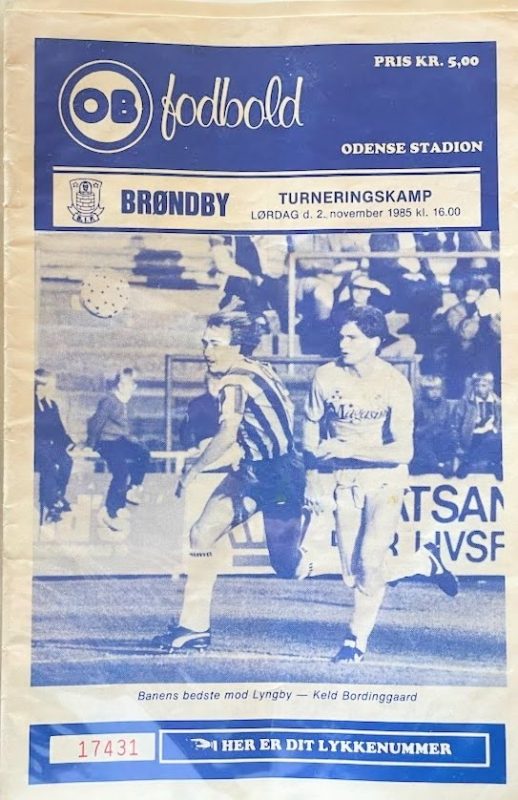 PRIS KR. 5,00
OB fodbold
ODENSE STADION
B.I.F.
BRØNDBY
TURNERINGSKAMP
LØRDAG d. 2. november 1985 kl. 16.00
ATSAN
Banens bedste mod Lyngby — Keld Bordinggaard
17431
HER ER DIT LYKKENUMMER